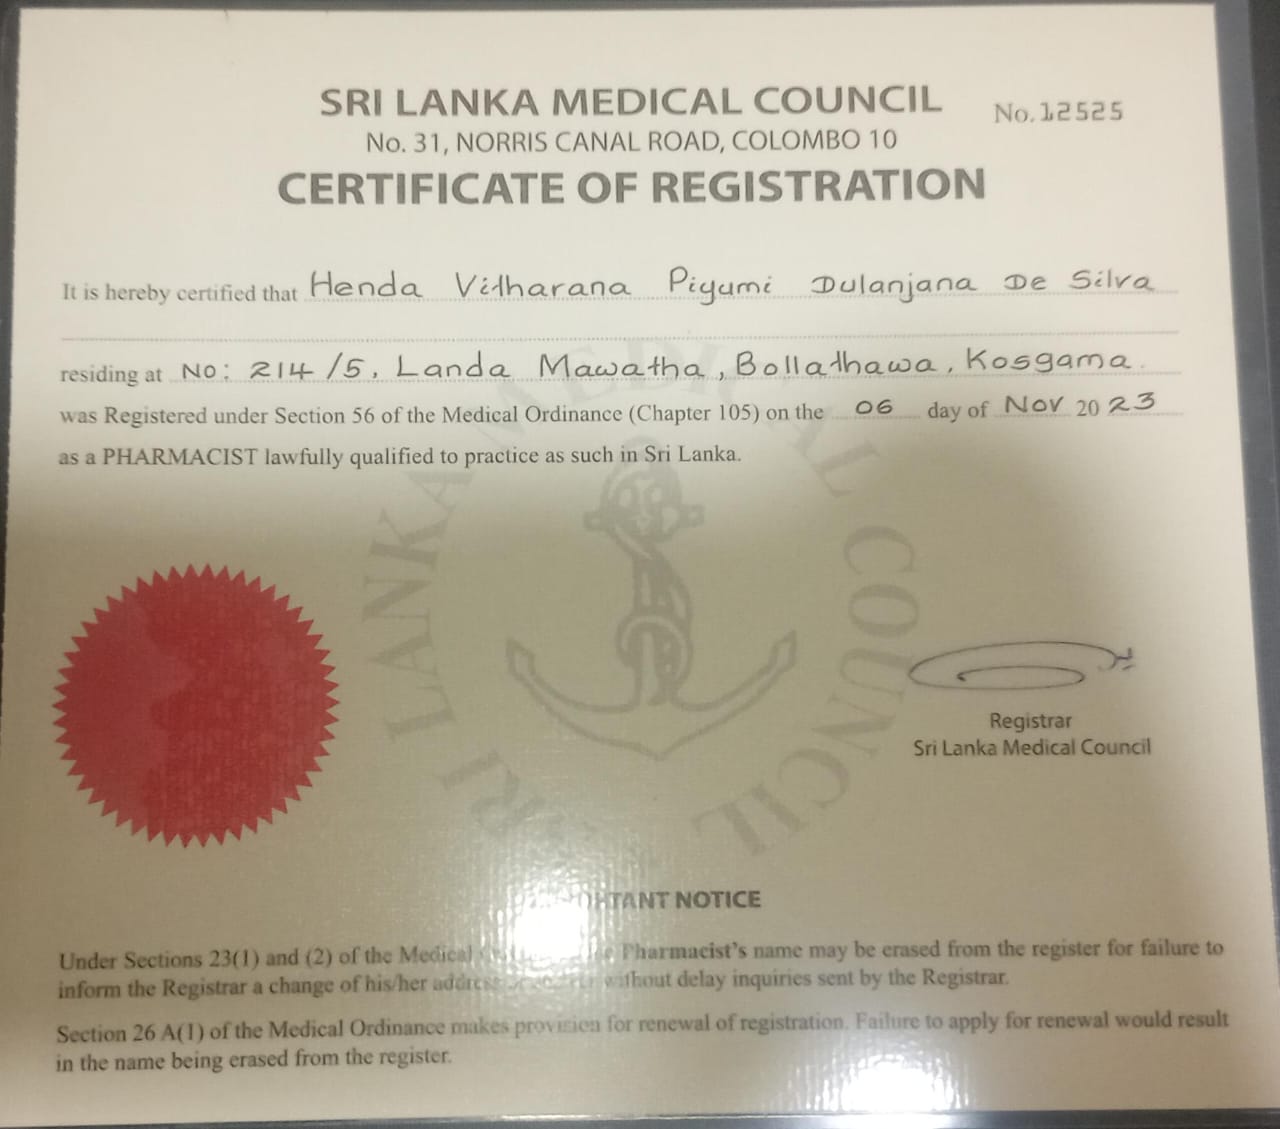 SRI LANKA MEDICAL COUNCIL
No. 12525
No. 31, NORRIS CANAL ROAD, COLOMBO 10
CERTIFICATE OF REGISTRATION
It is hereby certified that Henda Vitharana Piyumi Dulanjana De Silva
residing at No: 214/5, Landa Mawatha, Bollathawa, Kosgama.
was Registered under Section 56 of the Medical Ordinance (Chapter 105) on the 06 day of Nov 2023
as a PHARMACIST lawfully qualified to practice as such in Sri Lanka.
SRI LANKA MEDICAL COUNCIL
Registrar
Sri Lanka Medical Council
NOTICE
Under Sections 23(1) and (2) of the Medical Pharmacist's name may be erased from the register for failure to
inform the Registrar a change of his/her address without delay inquiries sent by the Registrar.
Section 26 A(1) of the Medical Ordinance makes provision for renewal of registration. Failure to apply for renewal would result
in the name being erased from the register.